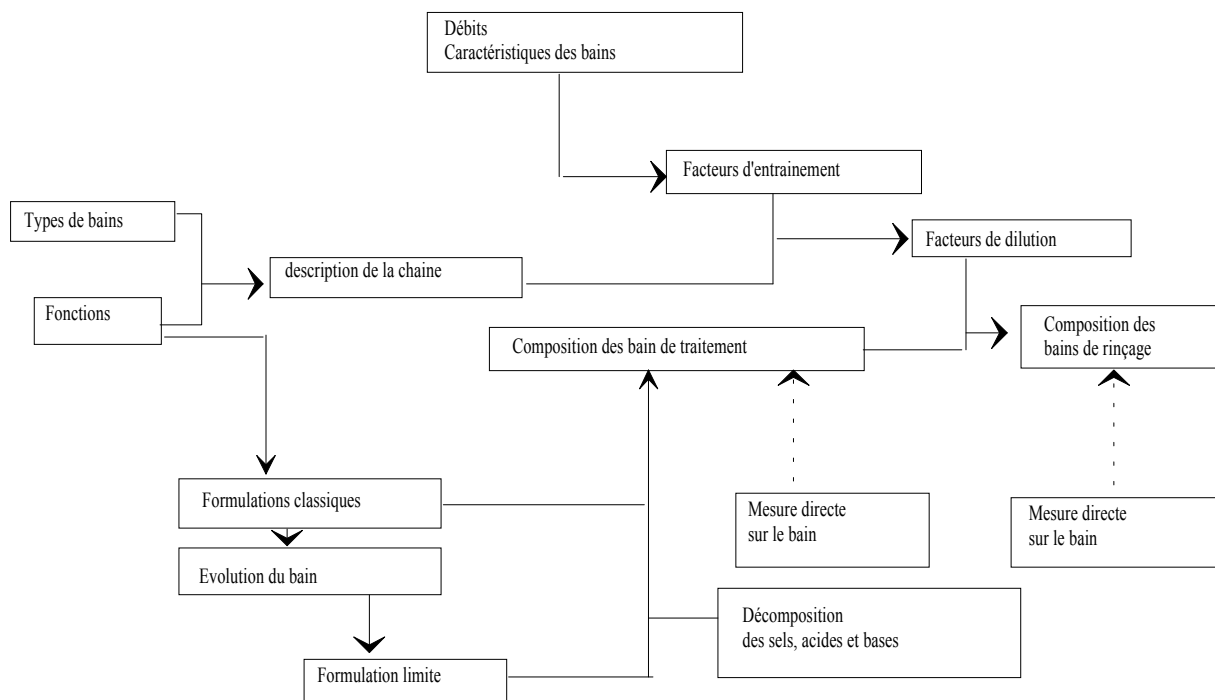 Débits
Caractéristiques des bains
Facteurs d'entrainement
Types de bains
Facteurs de dilution
description de la chaine
Fonctions
Composition des
bains de rinçage
Composition des bain de traitement
Formulations classiques
Mesure directe
sur le bain
Mesure directe
sur le bain
Evolution du bain
Décomposition
des sels, acides et bases
Formulation limite